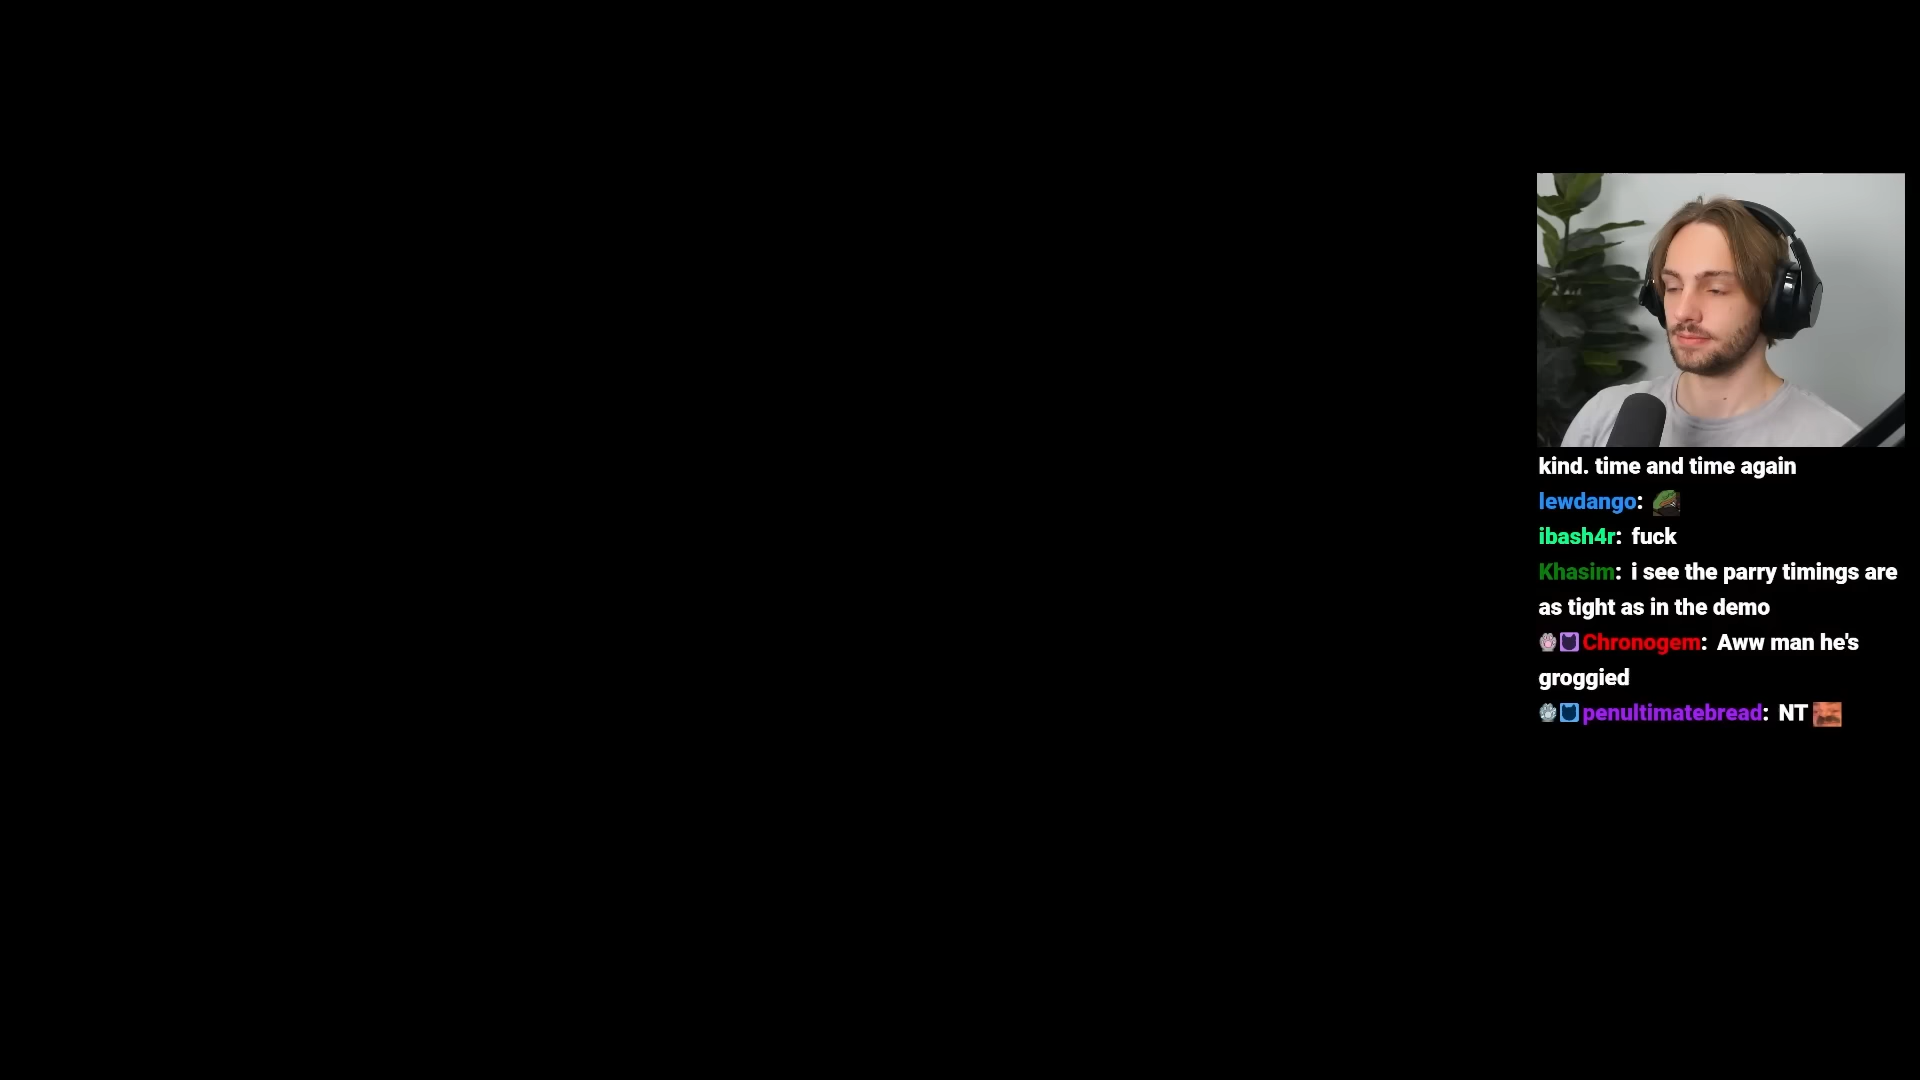 kind. time and time again
lewdango:
ibash4r: fuck
Khasim: i see the parry timings are
as tight as in the demo
Chronogem: Aww man he's
groggied
penultimatebread: NT